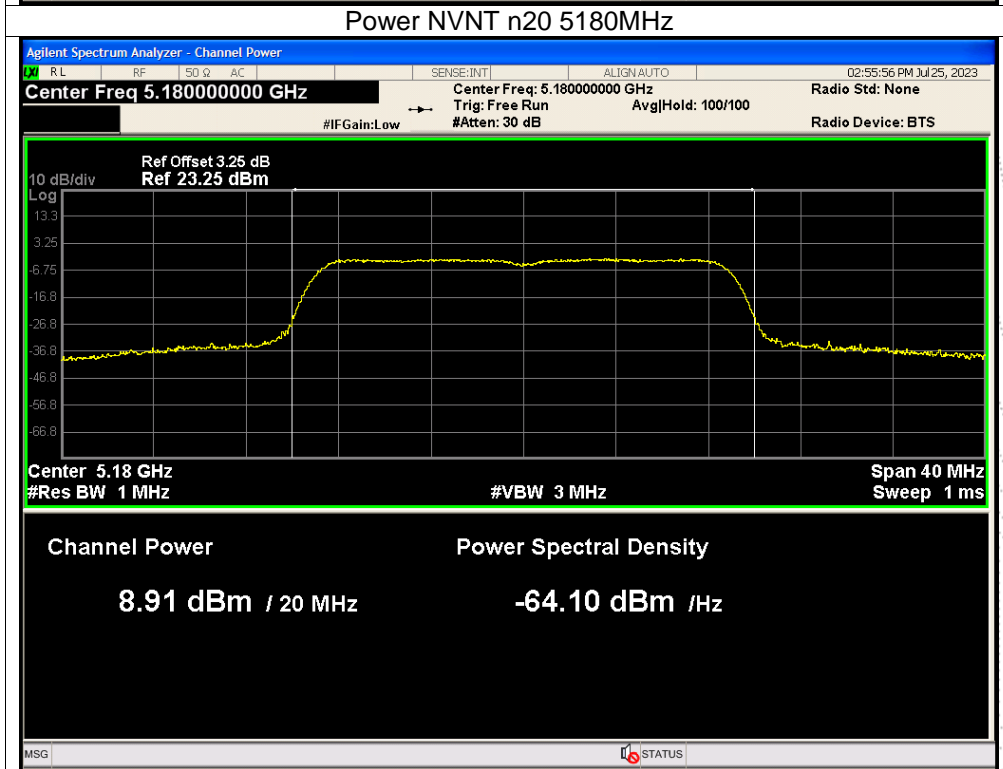 Power NVNT n20 5180MHz
Agilent Spectrum Analyzer - Channel Power
LXI RL RF 50 Ω AC SENSE:INT ALIGN AUTO 02:55:56 PM Jul 25, 2023
Center Freq 5.180000000 GHz Center Freq: 5.180000000 GHz Radio Std: None
Trig: Free Run Avg|Hold: 100/100
#IFGain:Low #Atten: 30 dB Radio Device: BTS
Ref Offset 3.25 dB
10 dB/div Ref 23.25 dBm
Log
13.3
3.25
-6.75
-16.8
-26.8
-36.8
-46.8
-56.8
-66.8
Center 5.18 GHz Span 40 MHz
#Res BW 1 MHz #VBW 3 MHz Sweep 1 ms
Channel Power Power Spectral Density
8.91 dBm / 20 MHz -64.10 dBm /Hz
MSG STATUS